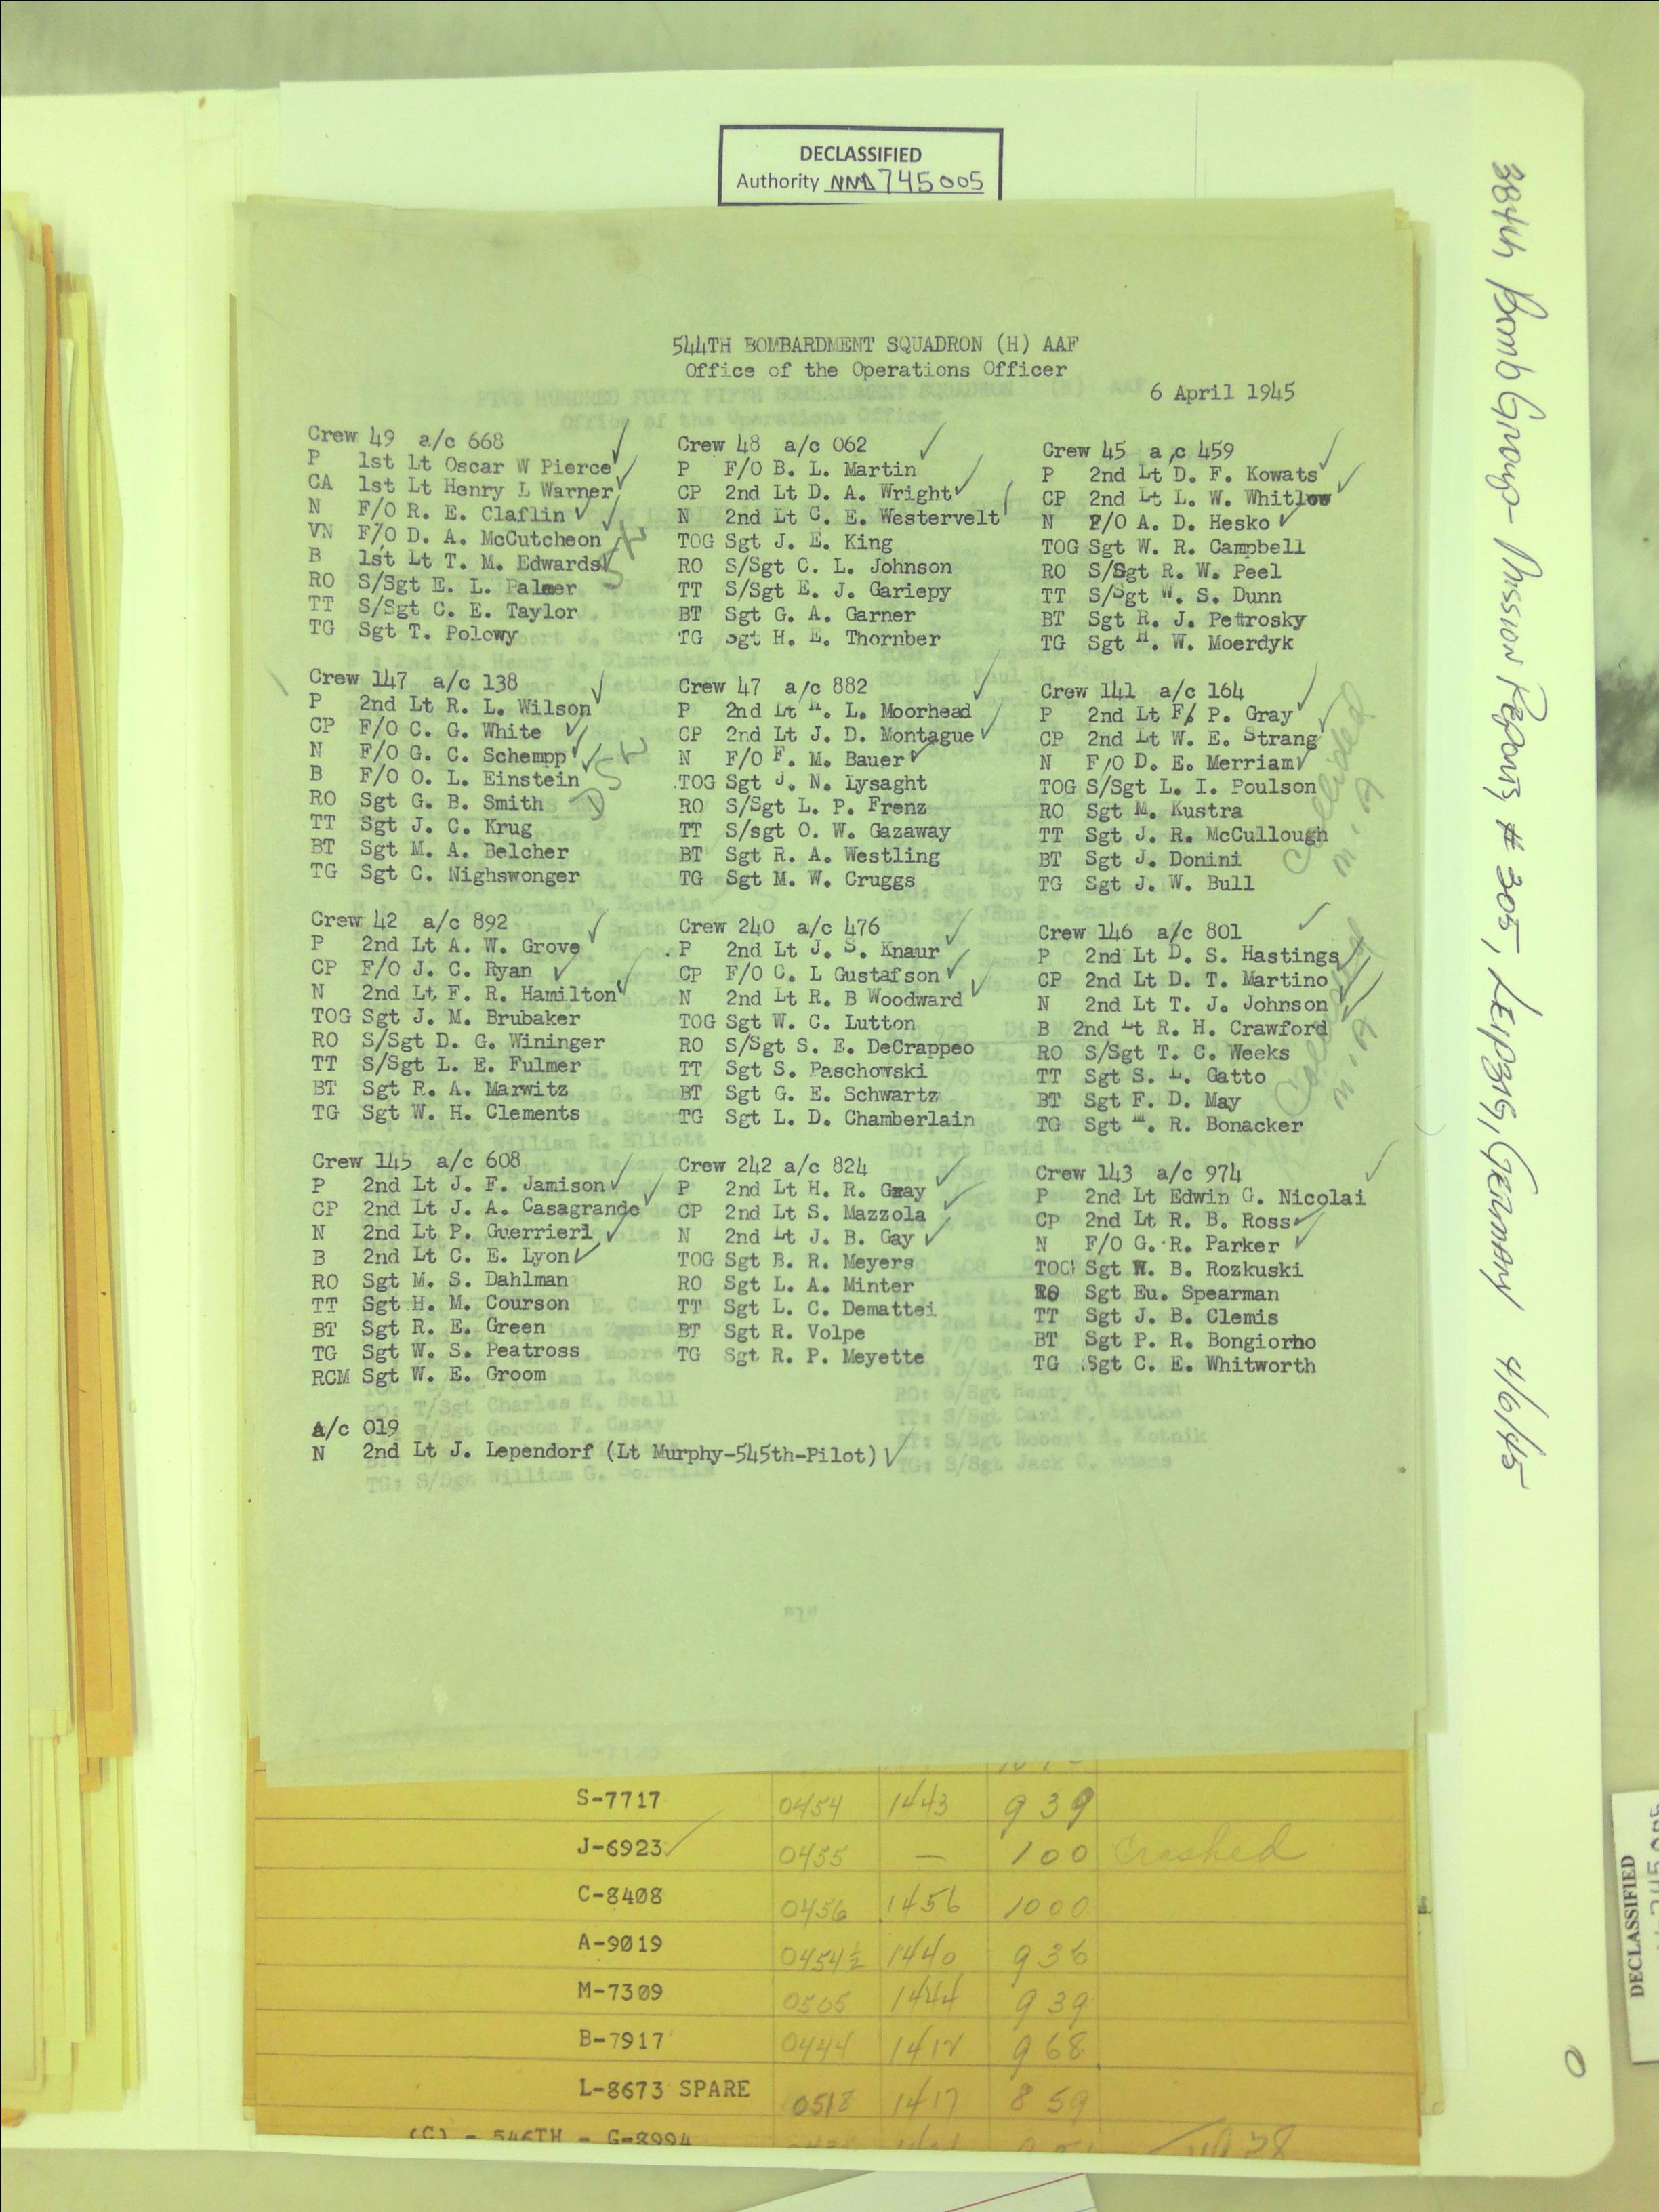 DECLASSIFIED
Authority NND 745005
544TH BOMBARDMENT SQUADRON (H) AAF
Office of the Operations Officer
6 April 1945
Crew 49 a/c 668
P 1st Lt Oscar W Pierce
CA 1st Lt Henry L Warner
N F/O R. E. Claflin
VN F/O D. A. McCutcheon
B 1st Lt T. M. Edwards
RO S/Sgt E. L. Palmer
TT S/Sgt C. E. Taylor
TG Sgt T. Polowy
Crew 48 a/c 062
P F/O B. L. Martin
CP 2nd Lt D. A. Wright
N 2nd Lt C. E. Westervelt
TOG Sgt J. E. King
RO S/Sgt C. L. Johnson
TT S/Sgt E. J. Gariepy
BT Sgt G. A. Garner
TG Sgt H. E. Thornber
Crew 45 a,c 459
P 2nd Lt D. F. Kowats
CP 2nd Lt L. W. Whitlow
N F/O A. D. Hesko
TOG Sgt W. R. Campbell
RO S/Sgt R. W. Peel
TT S/Sgt W. S. Dunn
BT Sgt R. J. Pettrosky
TG Sgt H. W. Moerdyk
Crew 147 a/c 138
P 2nd Lt R. L. Wilson
CP F/O C. G. White
N F/O G. C. Schempp
B F/O O. L. Einstein
RO Sgt G. B. Smith
TT Sgt J. C. Krug
BT Sgt M. A. Belcher
TG Sgt C. Nighswonger
Crew 47 a/c 882
P 2nd Lt L. Moorhead
CP 2nd Lt J. D. Montague
N F/O F. M. Bauer
TOG Sgt J. N. Lysaght
RO S/Sgt L. P. Frenz
TT S/sgt O. W. Gazaway
BT Sgt R. A. Westling
TG Sgt M. W. Cruggs
Crew 141 a/c 164
P 2nd Lt F/ P. Gray
CP 2nd Lt W. E. Strang
N F/O D. E. Merriam
TOG S/Sgt L. I. Poulson
RO Sgt M. Kustra
TT Sgt J. R. McCullough
BT Sgt J. Donini
TG Sgt J. W. Bull
Collided
Crew 42 a/c 892
P 2nd Lt A. W. Grove
CP F/O J. C. Ryan
N 2nd Lt F. R. Hamilton
TOG Sgt J. M. Brubaker
RO S/Sgt D. G. Wininger
TT S/Sgt L. E. Fulmer
BT Sgt R. A. Marwitz
TG Sgt W. H. Clements
Crew 240 a/c 476
P 2nd Lt J. S. Knaur
CP F/O C. L Gustafson
N 2nd Lt R. B Woodward
TOG Sgt W. C. Lutton
RO S/Sgt S. E. DeCrappeo
TT Sgt S. Paschowski
BT Sgt G. E. Schwartz
TG Sgt L. D. Chamberlain
Crew 146 a/c 801
P 2nd Lt D. S. Hastings
CP 2nd Lt D. T. Martino
N 2nd Lt T. J. Johnson
B 2nd Lt R. H. Crawford
RO S/Sgt T. C. Weeks
TT Sgt S. L. Gatto
BT Sgt F. D. May
TG Sgt R. Bonacker
Collided
Crew 145 a/c 608
P 2nd Lt J. F. Jamison
CP 2nd Lt J. A. Casagrande
N 2nd Lt P. Guerrieri
B 2nd Lt C. E. Lyon
RO Sgt M. S. Dahlman
TT Sgt H. M. Courson
BT Sgt R. E. Green
TG Sgt W. S. Peatross
RCM Sgt W. E. Groom
Crew 242 a/c 824
P 2nd Lt H. R. Gray
CP 2nd Lt S. Mazzola
N 2nd Lt J. B. Gay
TOG Sgt B. R. Meyers
RO Sgt L. A. Minter
TT Sgt L. C. Demattei
BT Sgt R. Volpe
TG Sgt R. P. Meyette
Crew 143 a/c 974
P 2nd Lt Edwin G. Nicolai
CP 2nd Lt R. B. Ross
N F/O G. R. Parker
TOG Sgt W. B. Rozkuski
RO Sgt Eu. Spearman
TT Sgt J. B. Clemis
BT Sgt P. R. Bongiorno
TG Sgt C. E. Whitworth
a/c 019
N 2nd Lt J. Lependorf (Lt Murphy-545th-Pilot)
S-7717 0454 1443 939
J-6923 0455 — 100 Crashed
C-8408 0456 1456 1000
A-9019 0454½ 1440 936
M-7309 0505 1444 939
B-7917 0444 1412 968
L-8673 SPARE 0518 1417 859
(C) - 546TH - G-8994
384th Bomb Group - Mission Reports # 305, Leipzig, Germany 4/6/45
DECLASSIFIED